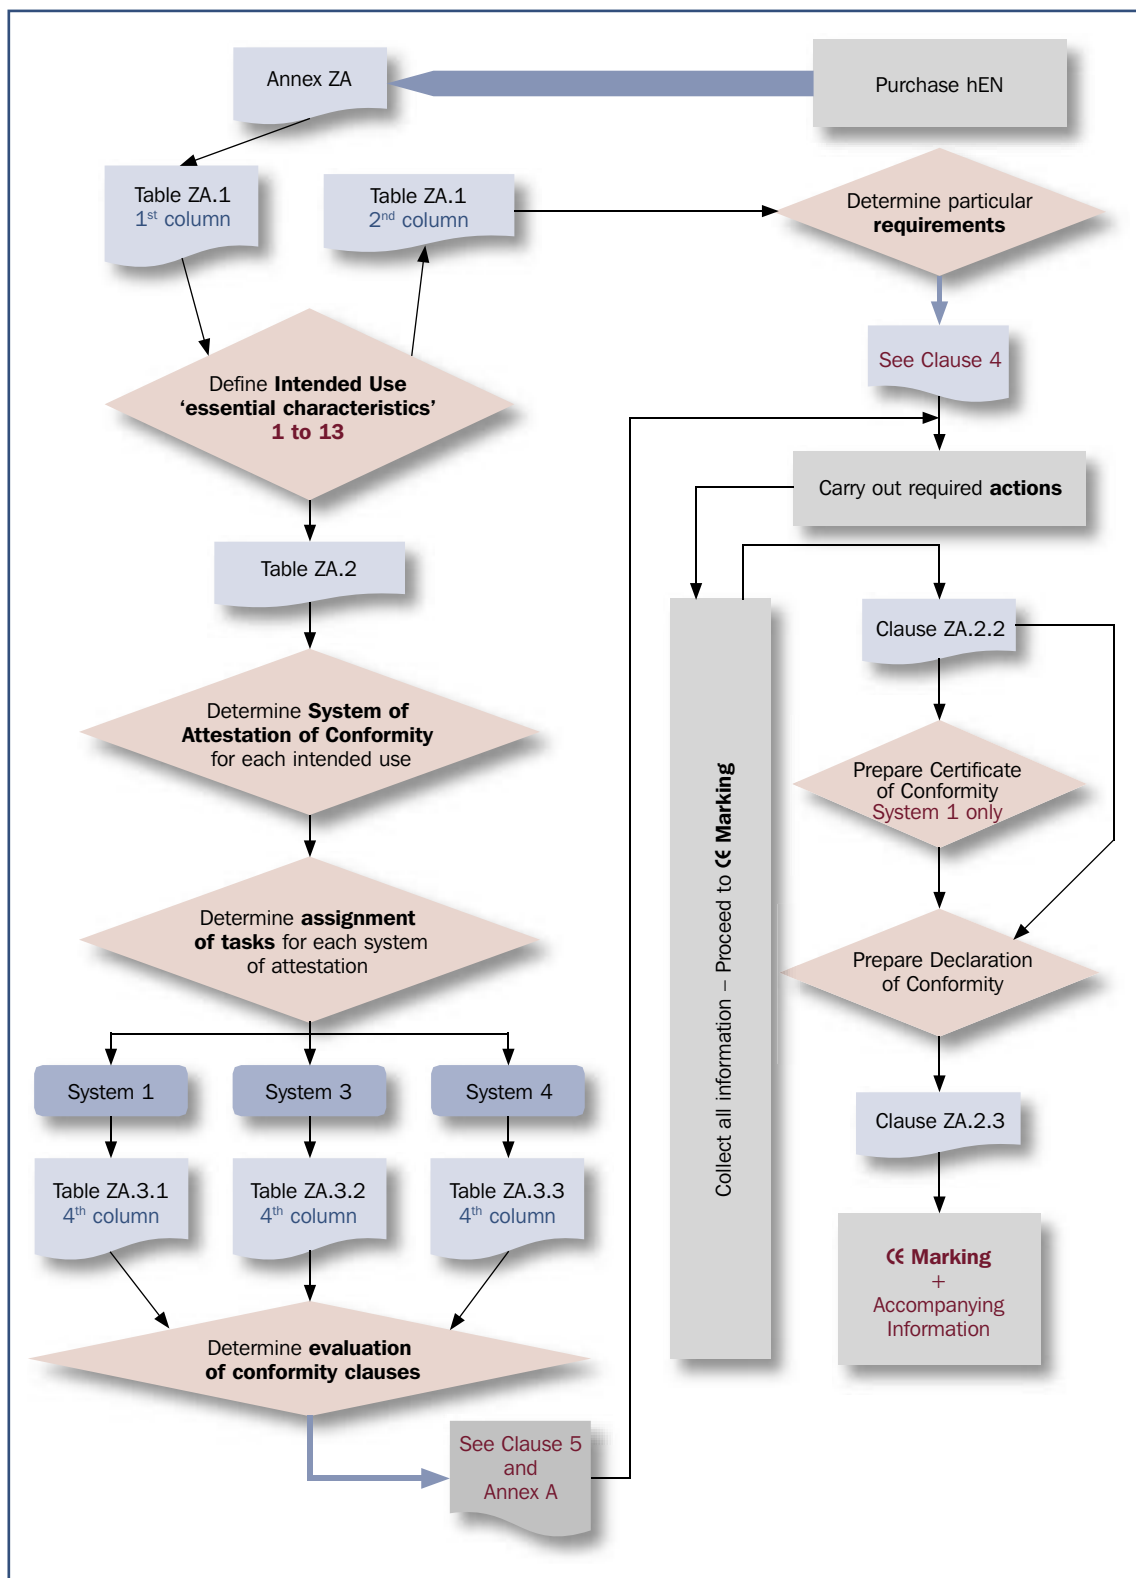 Annex ZA
Purchase hEN
Table ZA.1
1st column
Table ZA.1
2nd column
Determine particular
requirements
See Clause 4
Define Intended Use
‘essential characteristics’
1 to 13
Carry out required actions
Table ZA.2
Clause ZA.2.2
Determine System of
Attestation of Conformity
for each intended use
Prepare Certificate
of Conformity
System 1 only
Collect all information – Proceed to CE Marking
Determine assignment
of tasks for each system
of attestation
Prepare Declaration
of Conformity
System 1
System 3
System 4
Clause ZA.2.3
Table ZA.3.1
4th column
Table ZA.3.2
4th column
Table ZA.3.3
4th column
CE Marking
+
Accompanying
Information
Determine evaluation
of conformity clauses
See Clause 5
and
Annex A